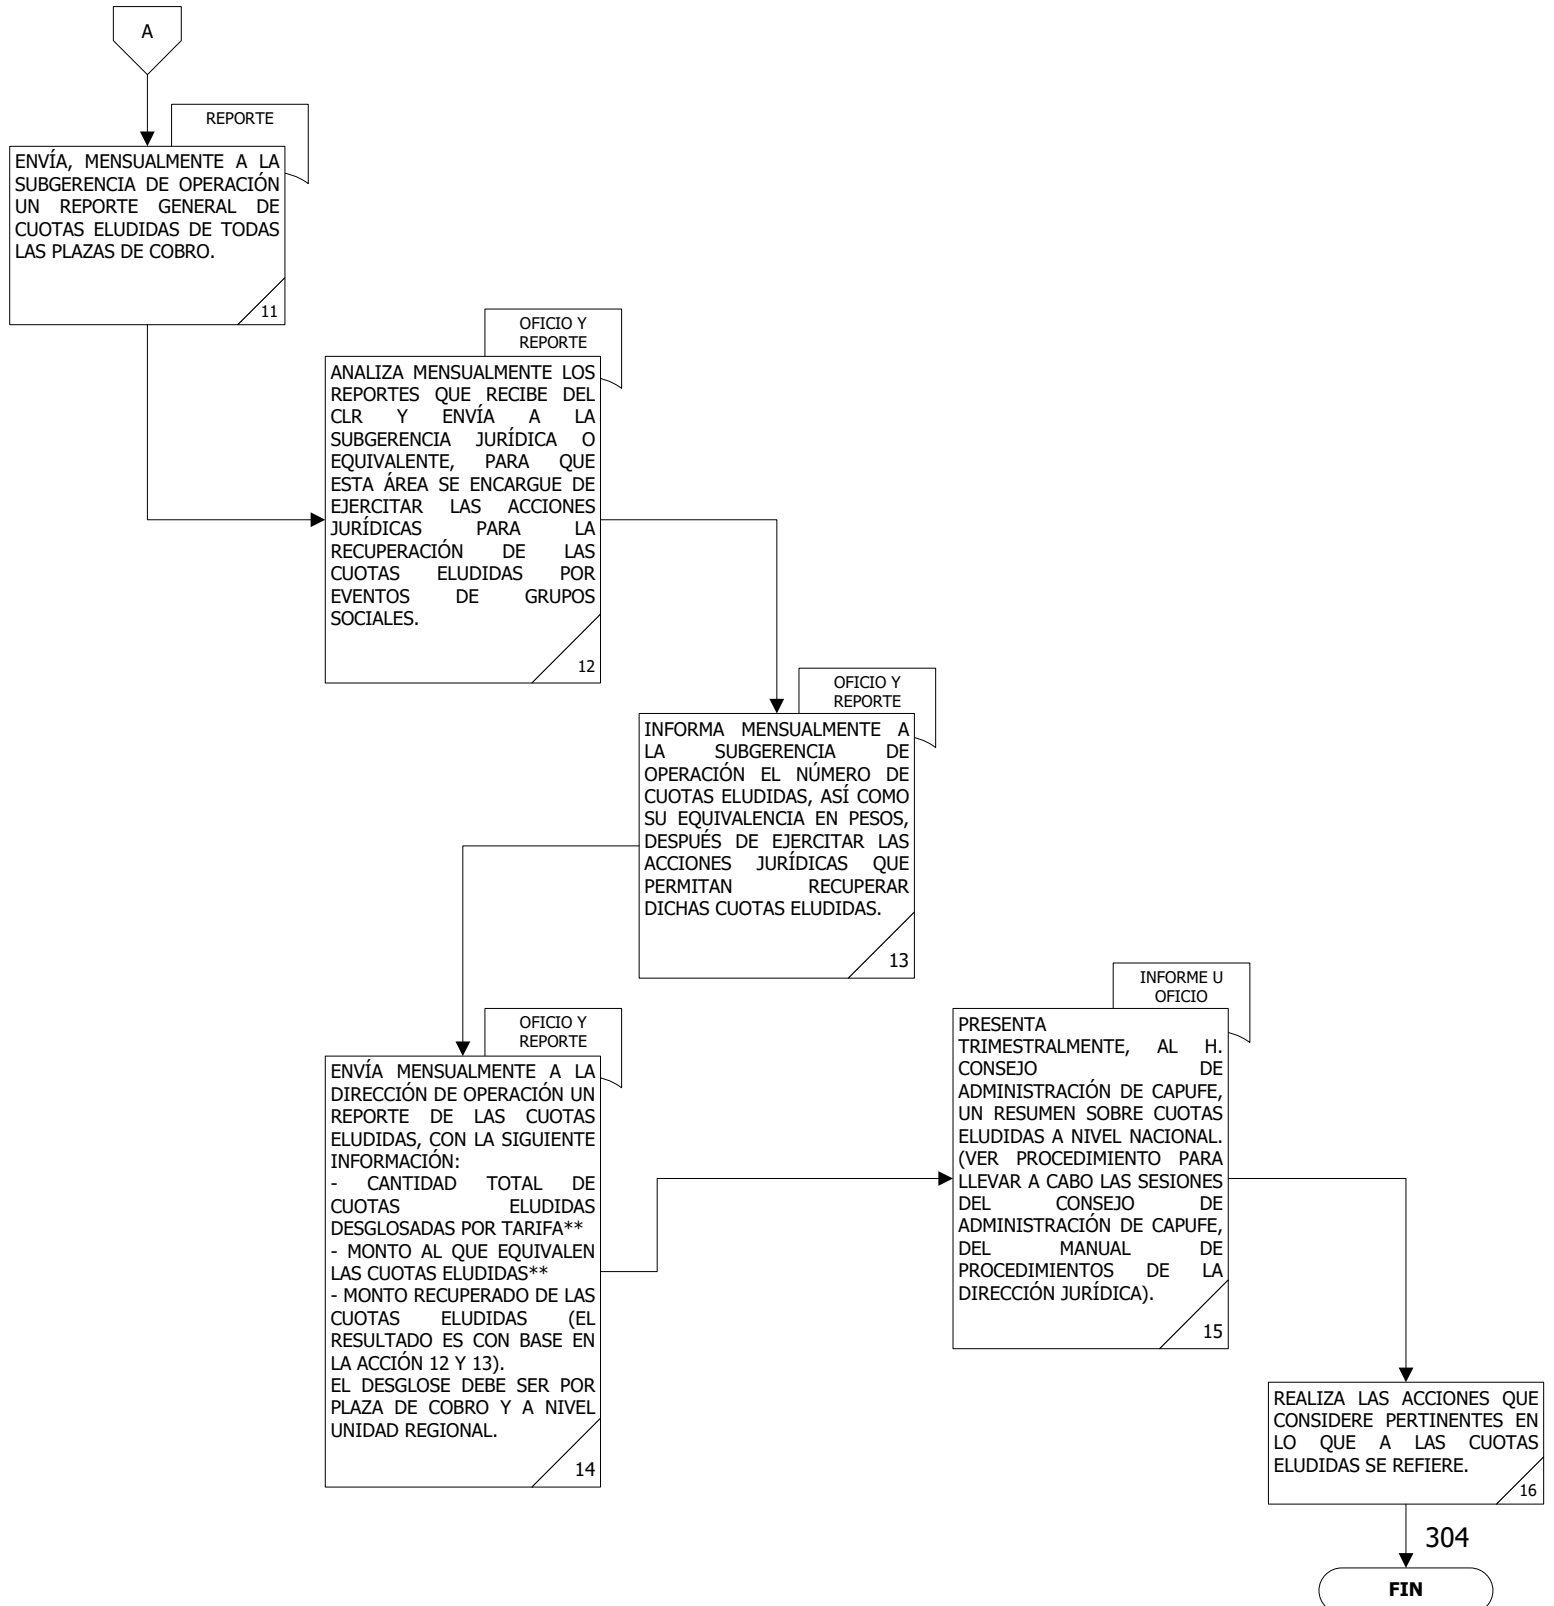 A
REPORTE
ENVÍA, MENSUALMENTE A LA
SUBGERENCIA DE OPERACIÓN
UN REPORTE GENERAL DE
CUOTAS ELUDIDAS DE TODAS
LAS PLAZAS DE COBRO.
11
OFICIO Y
REPORTE
ANALIZA MENSUALMENTE LOS
REPORTES QUE RECIBE DEL
CLR Y ENVÍA A LA
SUBGERENCIA JURÍDICA O
EQUIVALENTE, PARA QUE
ESTA ÁREA SE ENCARGUE DE
EJERCITAR LAS ACCIONES
JURÍDICAS PARA LA
RECUPERACIÓN DE LAS
CUOTAS ELUDIDAS POR
EVENTOS DE GRUPOS
SOCIALES.
12
OFICIO Y
REPORTE
INFORMA MENSUALMENTE A
LA SUBGERENCIA DE
OPERACIÓN EL NÚMERO DE
CUOTAS ELUDIDAS, ASÍ COMO
SU EQUIVALENCIA EN PESOS,
DESPUÉS DE EJERCITAR LAS
ACCIONES JURÍDICAS QUE
PERMITAN RECUPERAR
DICHAS CUOTAS ELUDIDAS.
13
OFICIO Y
REPORTE
ENVÍA MENSUALMENTE A LA
DIRECCIÓN DE OPERACIÓN UN
REPORTE DE LAS CUOTAS
ELUDIDAS, CON LA SIGUIENTE
INFORMACIÓN:
- CANTIDAD TOTAL DE
CUOTAS ELUDIDAS
DESGLOSADAS POR TARIFA**
- MONTO AL QUE EQUIVALEN
LAS CUOTAS ELUDIDAS**
- MONTO RECUPERADO DE LAS
CUOTAS ELUDIDAS (EL
RESULTADO ES CON BASE EN
LA ACCIÓN 12 Y 13).
EL DESGLOSE DEBE SER POR
PLAZA DE COBRO Y A NIVEL
UNIDAD REGIONAL.
14
INFORME U
OFICIO
PRESENTA
TRIMESTRALMENTE, AL H.
CONSEJO DE
ADMINISTRACIÓN DE CAPUFE,
UN RESUMEN SOBRE CUOTAS
ELUDIDAS A NIVEL NACIONAL.
(VER PROCEDIMIENTO PARA
LLEVAR A CABO LAS SESIONES
DEL CONSEJO DE
ADMINISTRACIÓN DE CAPUFE,
DEL MANUAL DE
PROCEDIMIENTOS DE LA
DIRECCIÓN JURÍDICA).
15
REALIZA LAS ACCIONES QUE
CONSIDERE PERTINENTES EN
LO QUE A LAS CUOTAS
ELUDIDAS SE REFIERE.
16
304
FIN